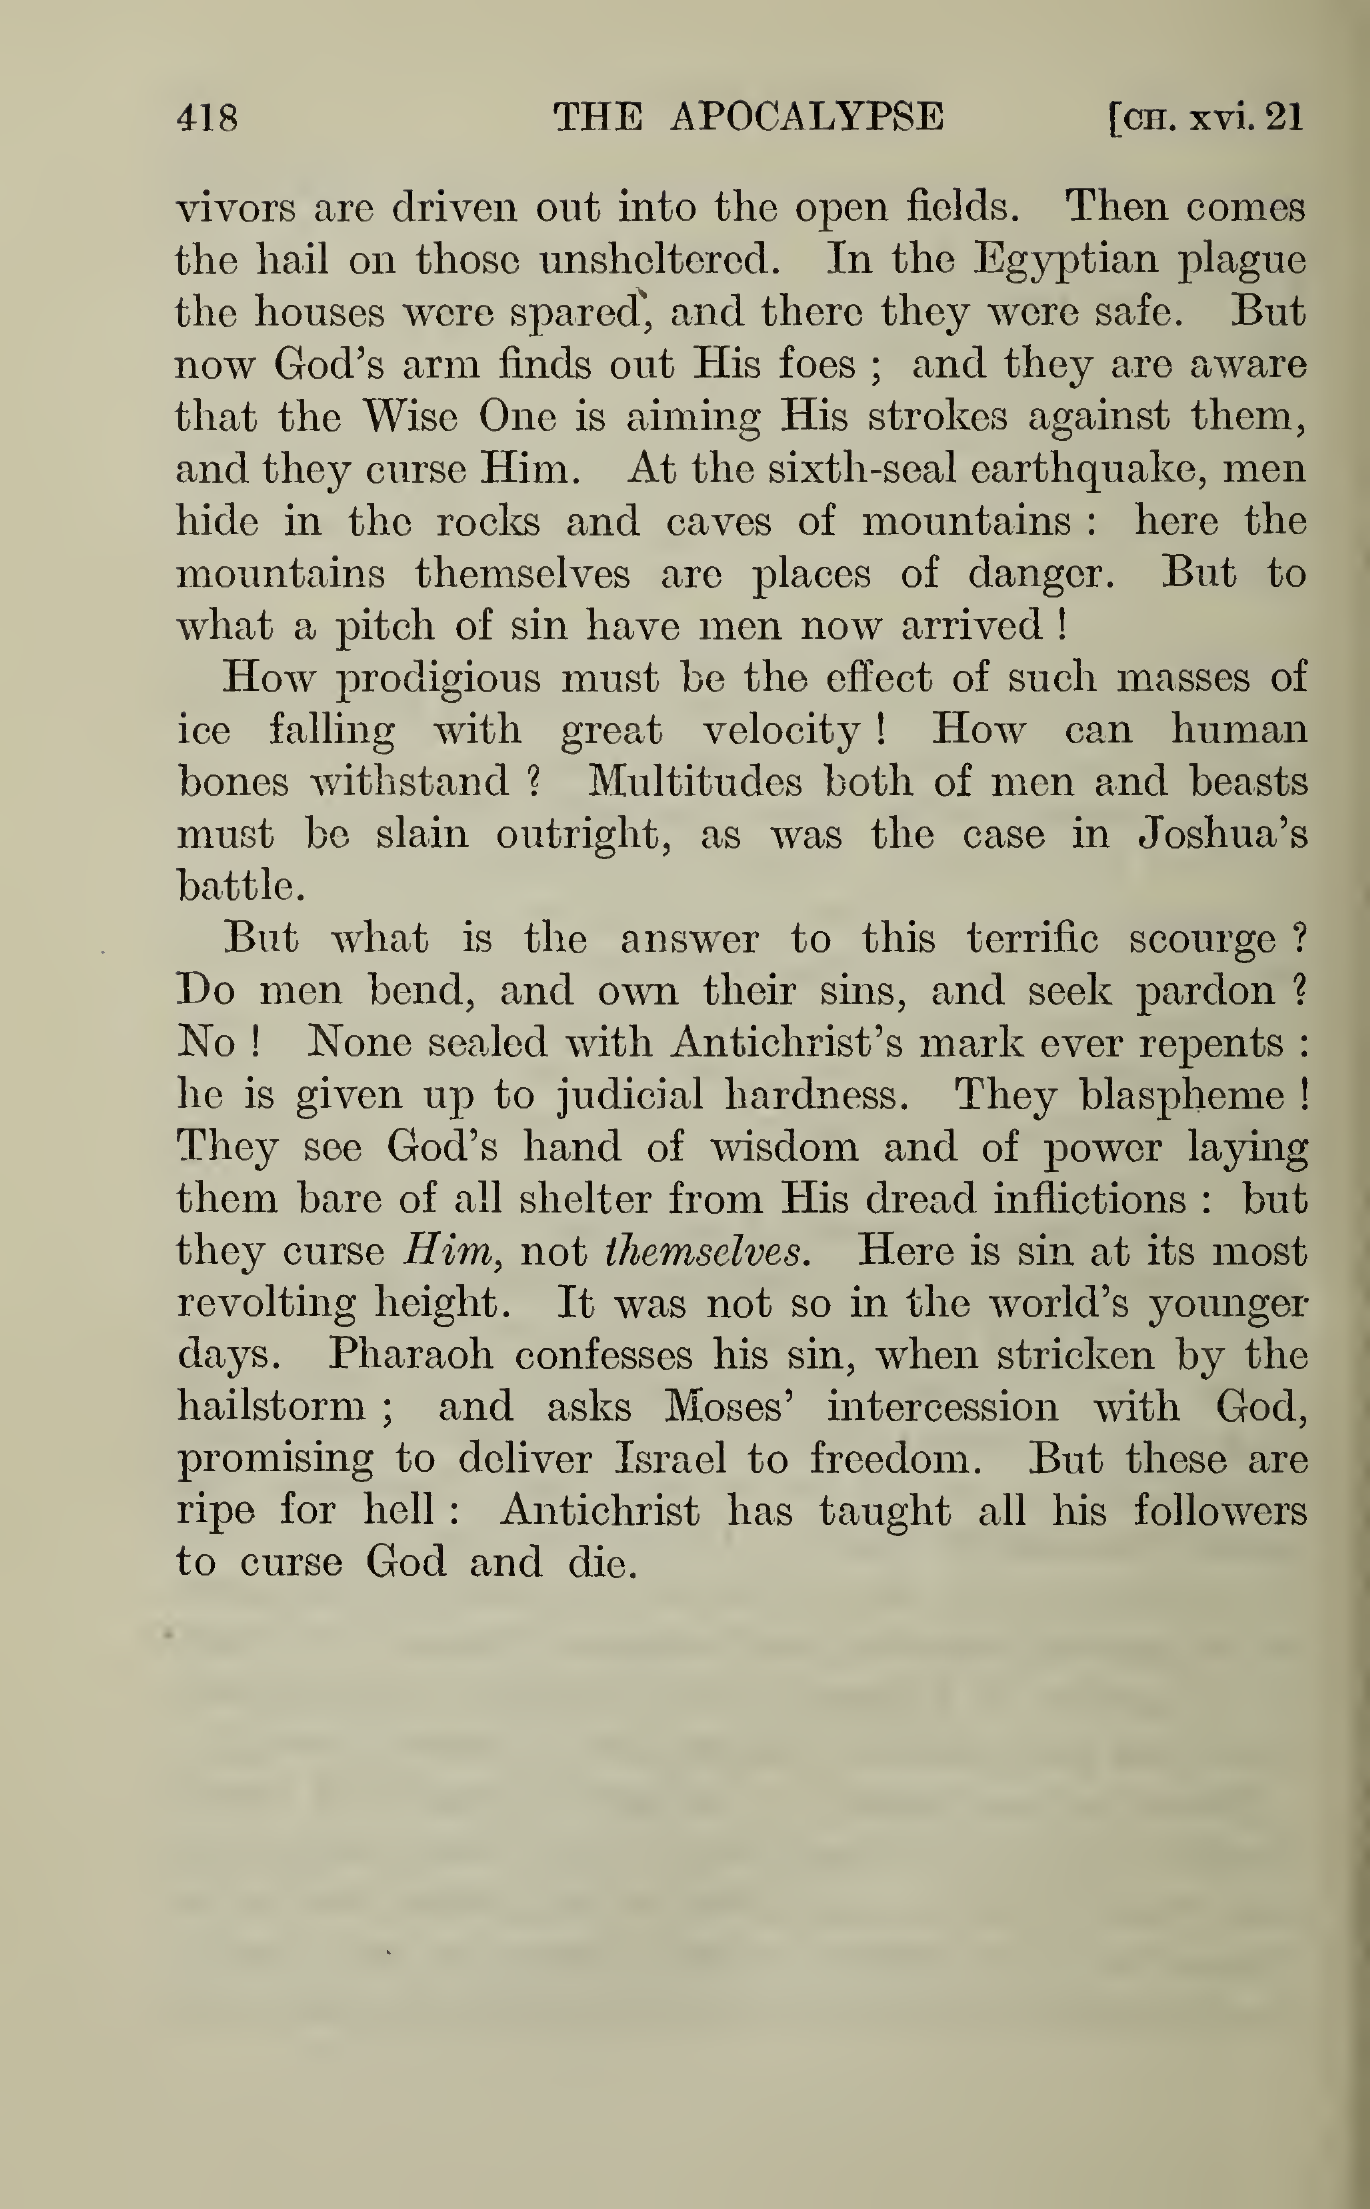 418 THE APOCALYPSE [CH. xvi. 21
vivors are driven out into the open fields. Then comes
the hail on those unsheltered. In the Egyptian plague
the houses were spared, and there they were safe. But
now God's arm finds out His foes ; and they are aware
that the Wise One is aiming His strokes against them,
and they curse Him. At the sixth-seal earthquake, men
hide in the rocks and caves of mountains : here the
mountains themselves are places of danger. But to
what a pitch of sin have men now arrived !
How prodigious must be the effect of such masses of
ice falling with great velocity ! How can human
bones withstand ? Multitudes both of men and beasts
must be slain outright, as was the case in Joshua's
battle.
But what is the answer to this terrific scourge ?
Do men bend, and own their sins, and seek pardon ?
No ! None sealed with Antichrist's mark ever repents :
he is given up to judicial hardness. They blaspheme !
They see God's hand of wisdom and of power laying
them bare of all shelter from His dread inflictions : but
they curse Him, not themselves. Here is sin at its most
revolting height. It was not so in the world's younger
days. Pharaoh confesses his sin, when stricken by the
hailstorm ; and asks Moses' intercession with God,
promising to deliver Israel to freedom. But these are
ripe for hell : Antichrist has taught all his followers
to curse God and die.